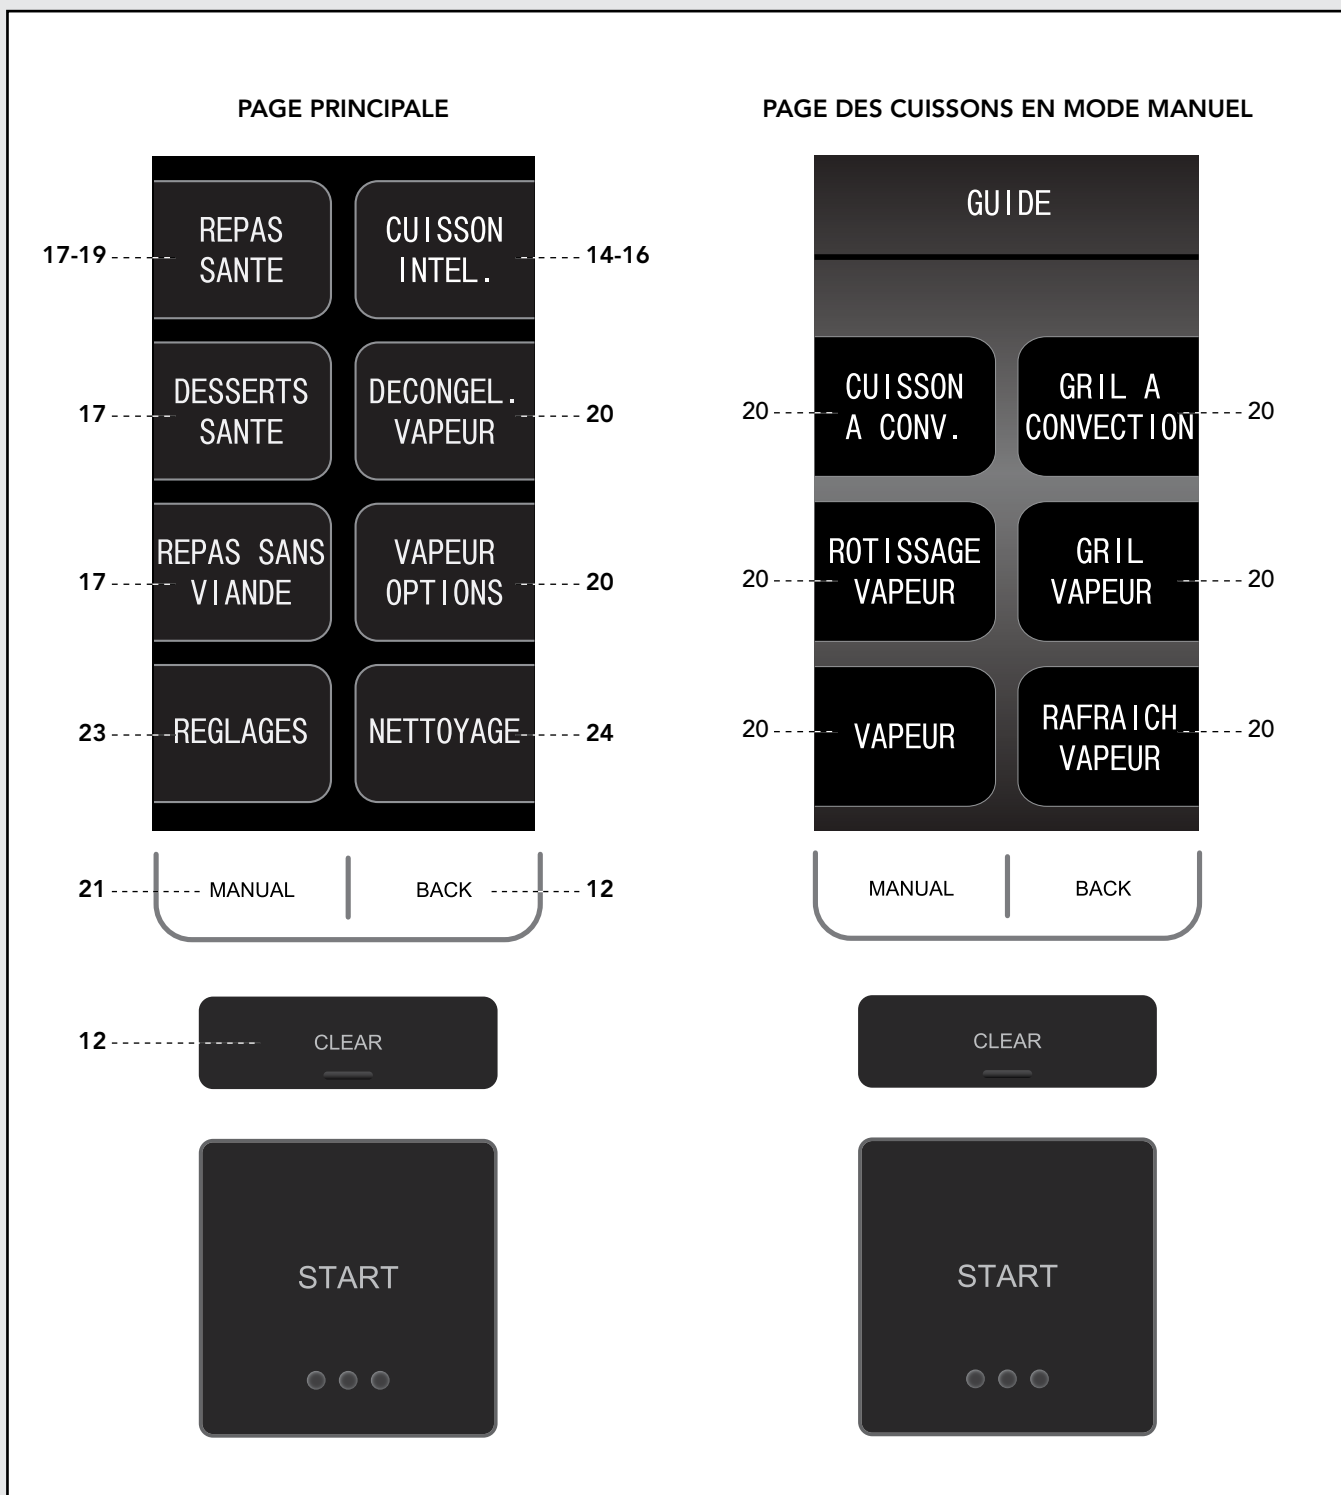 PAGE PRINCIPALE
REPAS
SANTE
CUISSON
INTEL.
17-19
14-16
DESSERTS
SANTE
DECONGEL.
VAPEUR
17
20
REPAS SANS
VIANDE
VAPEUR
OPTIONS
17
20
REGLAGES
NETTOYAGE
23
24
21
MANUAL
BACK
12
12
CLEAR
START
PAGE DES CUISSONS EN MODE MANUEL
GUIDE
CUISSON
A CONV.
GRIL A
CONVECTION
20
20
ROTISSAGE
VAPEUR
GRIL
VAPEUR
20
20
VAPEUR
RAFRAICH
VAPEUR
20
20
MANUAL
BACK
CLEAR
START